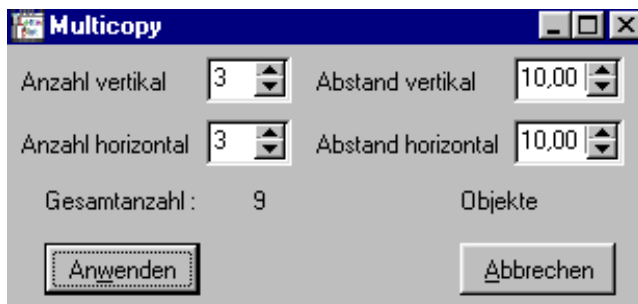 Multicopy
Anzahl vertikal 3 Abstand vertikal 10,00
Anzahl horizontal 3 Abstand horizontal 10,00
Gesamtanzahl : 9 Objekte
Anwenden Abbrechen